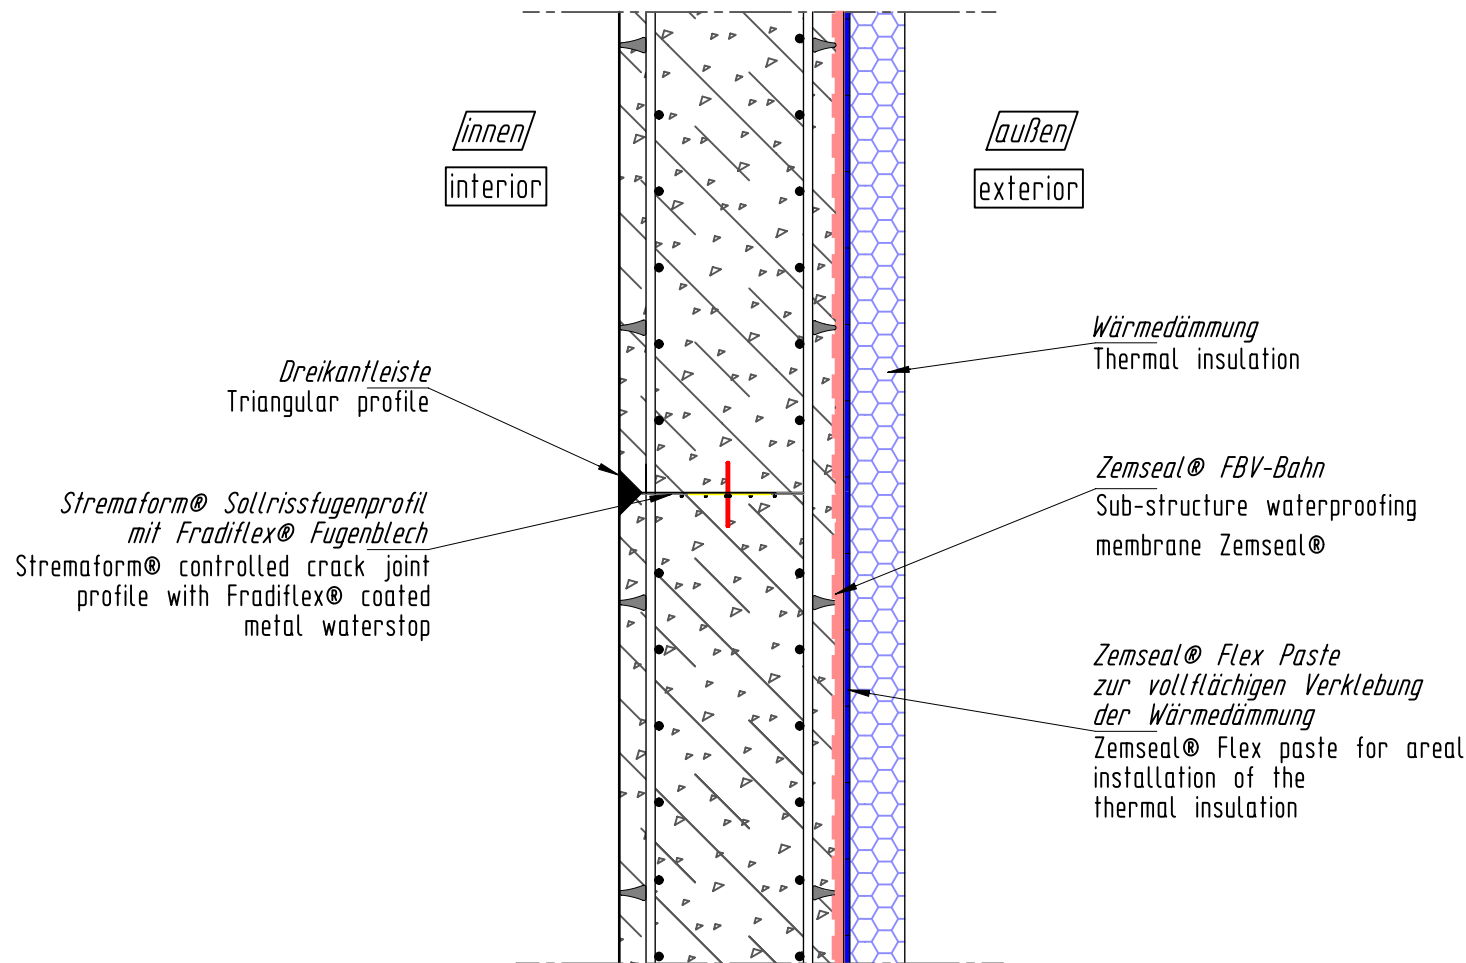 innen
interior
außen
exterior
Dreikantleiste
Triangular profile
Stremaform® Sollrissfugenprofil
mit Fradiflex® Fugenblech
Stremaform® controlled crack joint
profile with Fradiflex® coated
metal waterstop
Wärmedämmung
Thermal insulation
Zemseal® FBV-Bahn
Sub-structure waterproofing
membrane Zemseal®
Zemseal® Flex Paste
zur vollflächigen Verklebung
der Wärmedämmung
Zemseal® Flex paste for areal
installation of the
thermal insulation